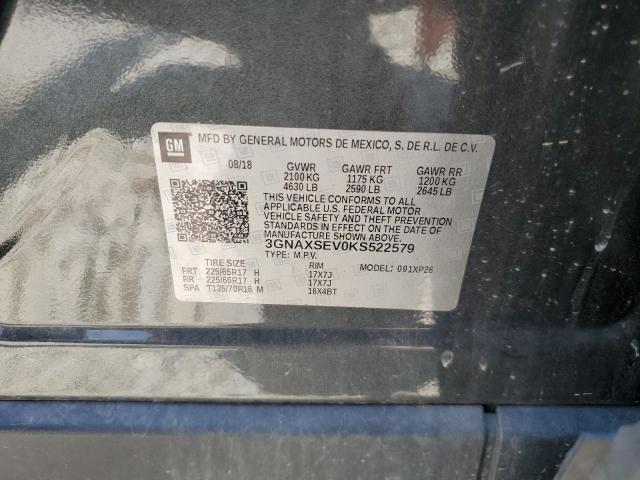 GM MFD BY GENERAL MOTORS DE MEXICO, S. DE R.L. DE C.V.
08/18 GVWR GAWR FRT GAWR RR
2100 KG 1175 KG 1200 KG
4630 LB 2590 LB 2645 LB
THIS VEHICLE CONFORMS TO ALL
APPLICABLE U.S. FEDERAL MOTOR
VEHICLE SAFETY AND THEFT PREVENTION
STANDARDS IN EFFECT ON THE DATE OF
MANUFACTURE SHOWN ABOVE.
3GNAXSEV0KS522579
TYPE: M.P.V.
TIRE SIZE RIM MODEL: 091XP26
FRT 225/65R17 H 17X7J
RR 225/65R17 H 17X7J
SPA T135/70R16 M 16X4BT